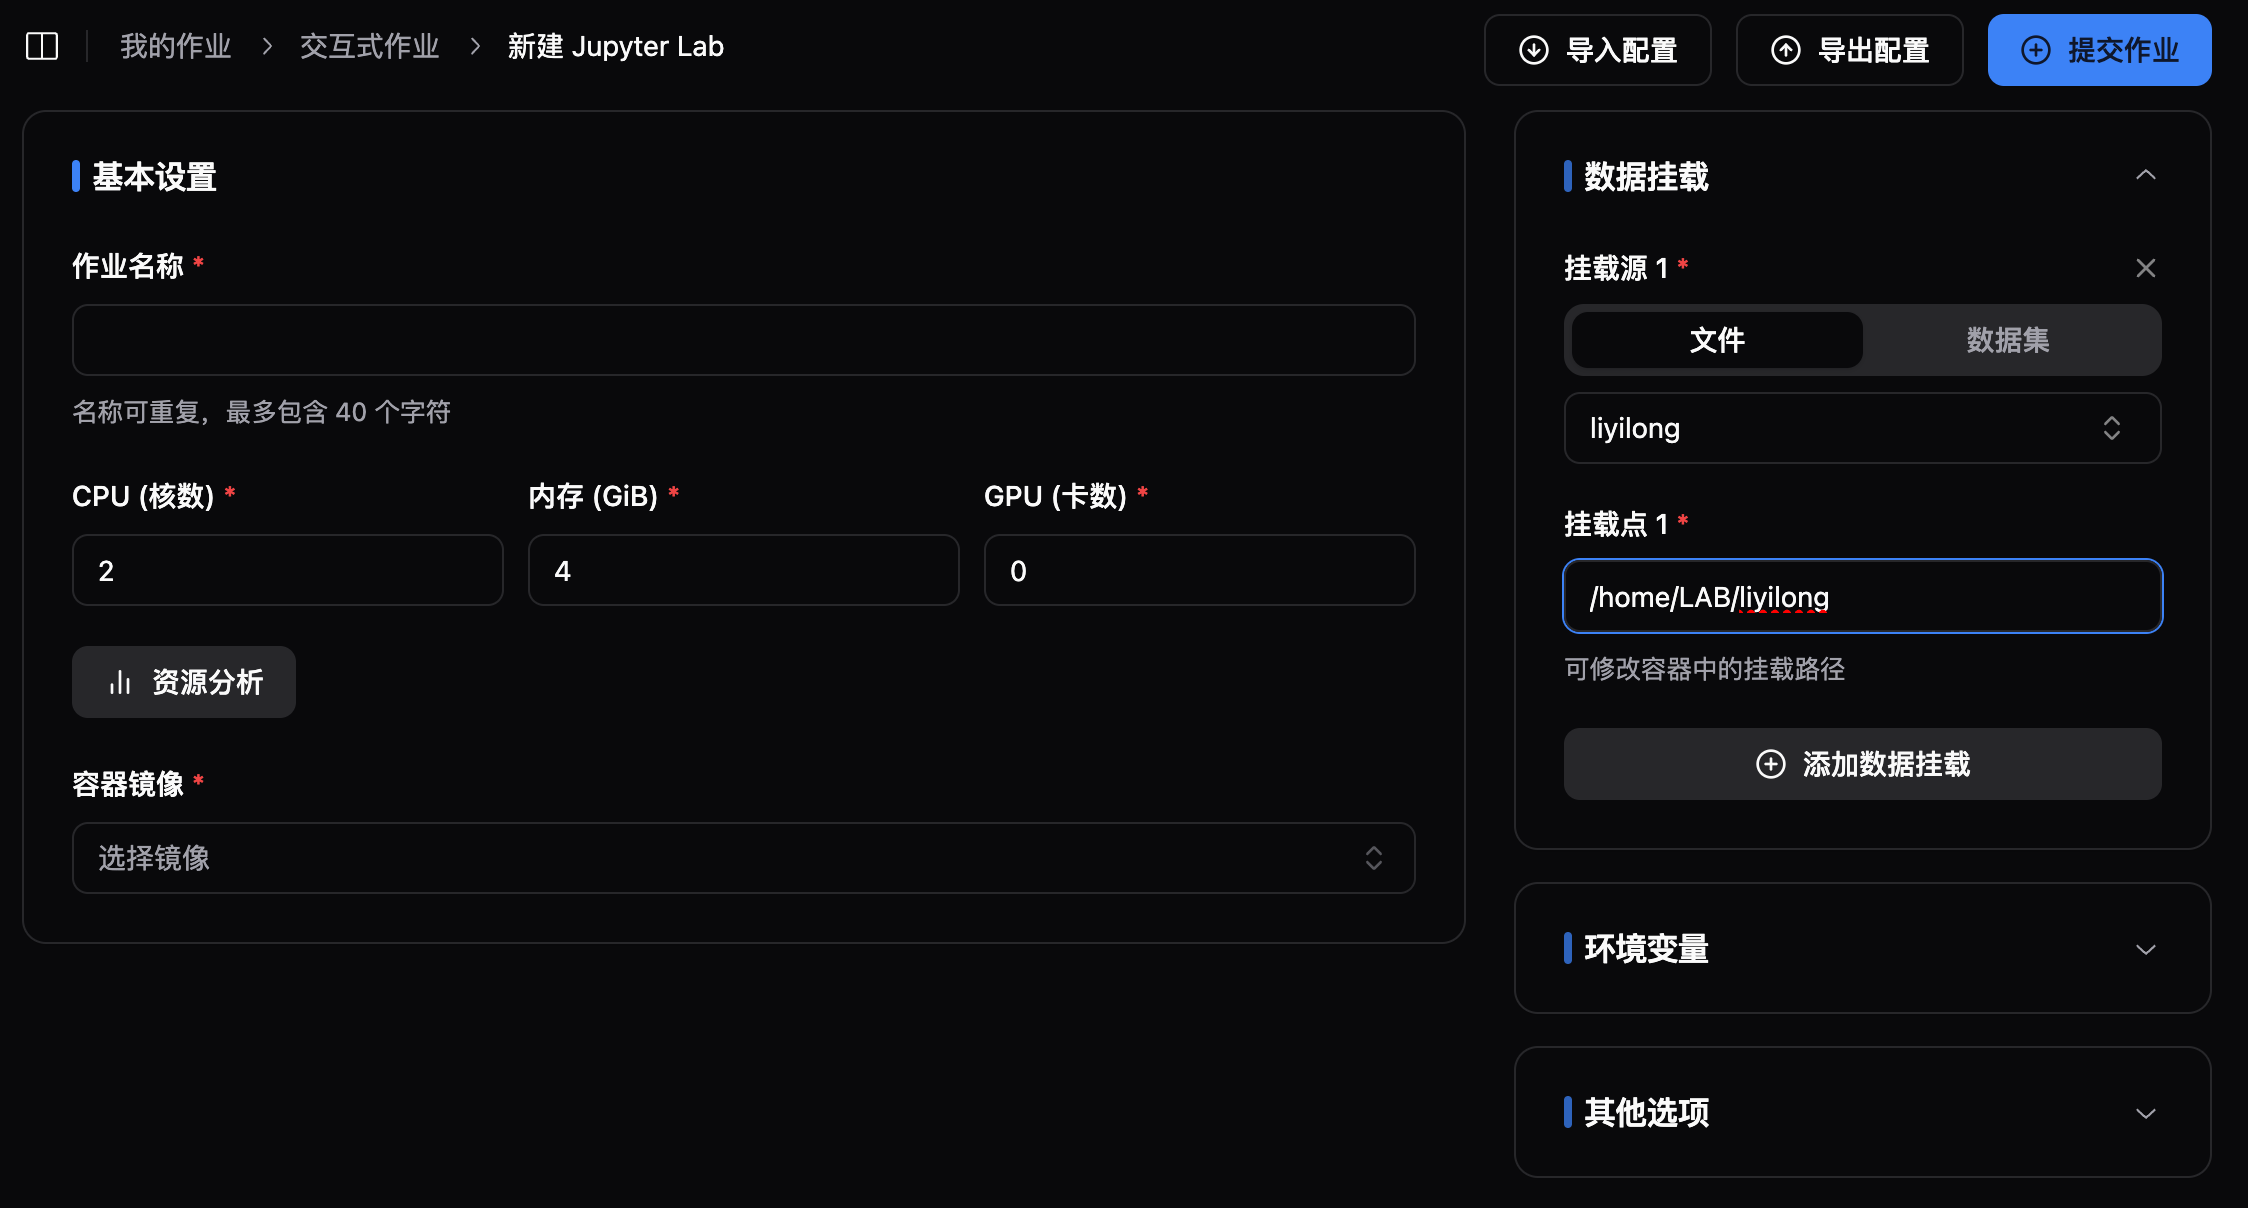 我的作业 > 交互式作业 > 新建 Jupyter Lab
导入配置
导出配置
提交作业
基本设置
作业名称 *
名称可重复，最多包含 40 个字符
CPU (核数) *
内存 (GiB) *
GPU (卡数) *
2
4
0
资源分析
容器镜像 *
选择镜像
数据挂载
挂载源 1 *
文件
数据集
liyilong
挂载点 1 *
/home/LAB/liyilong
可修改容器中的挂载路径
添加数据挂载
环境变量
其他选项